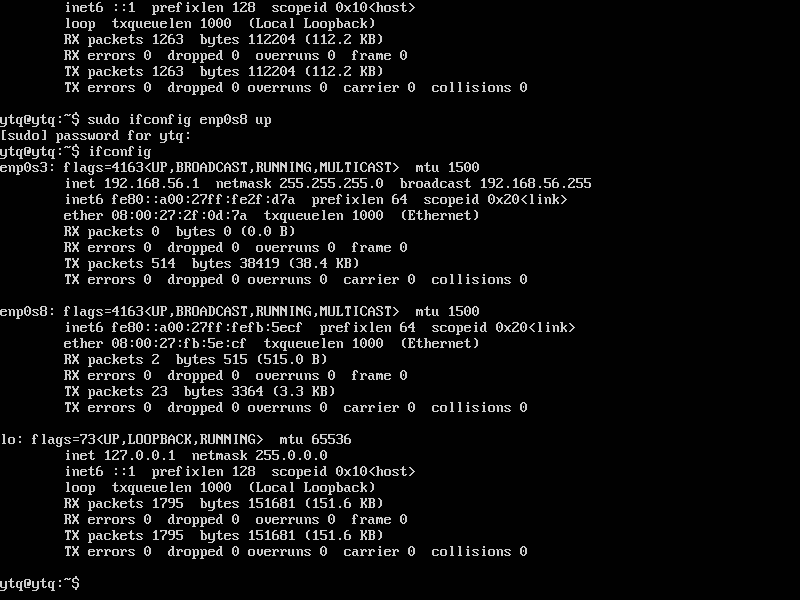 inet6 ::1  prefixlen 128  scopeid 0x10<host>
loop  txqueuelen 1000  (Local Loopback)
RX packets 1263  bytes 112204 (112.2 KB)
RX errors 0  dropped 0  overruns 0  frame 0
TX packets 1263  bytes 112204 (112.2 KB)
TX errors 0  dropped 0 overruns 0  carrier 0  collisions 0
ytq@ytq:~$ sudo ifconfig enp0s8 up
[sudo] password for ytq:
ytq@ytq:~$ ifconfig
enp0s3: flags=4163<UP,BROADCAST,RUNNING,MULTICAST>  mtu 1500
inet 192.168.56.1  netmask 255.255.255.0  broadcast 192.168.56.255
inet6 fe80::a00:27ff:fe2f:d7a  prefixlen 64  scopeid 0x20<link>
ether 08:00:27:2f:0d:7a  txqueuelen 1000  (Ethernet)
RX packets 0  bytes 0 (0.0 B)
RX errors 0  dropped 0  overruns 0  frame 0
TX packets 514  bytes 38419 (38.4 KB)
TX errors 0  dropped 0 overruns 0  carrier 0  collisions 0
enp0s8: flags=4163<UP,BROADCAST,RUNNING,MULTICAST>  mtu 1500
inet6 fe80::a00:27ff:fefb:5ecf  prefixlen 64  scopeid 0x20<link>
ether 08:00:27:fb:5e:cf  txqueuelen 1000  (Ethernet)
RX packets 2  bytes 515 (515.0 B)
RX errors 0  dropped 0  overruns 0  frame 0
TX packets 23  bytes 3364 (3.3 KB)
TX errors 0  dropped 0 overruns 0  carrier 0  collisions 0
lo: flags=73<UP,LOOPBACK,RUNNING>  mtu 65536
inet 127.0.0.1  netmask 255.0.0.0
inet6 ::1  prefixlen 128  scopeid 0x10<host>
loop  txqueuelen 1000  (Local Loopback)
RX packets 1795  bytes 151681 (151.6 KB)
RX errors 0  dropped 0  overruns 0  frame 0
TX packets 1795  bytes 151681 (151.6 KB)
TX errors 0  dropped 0 overruns 0  carrier 0  collisions 0
ytq@ytq:~$